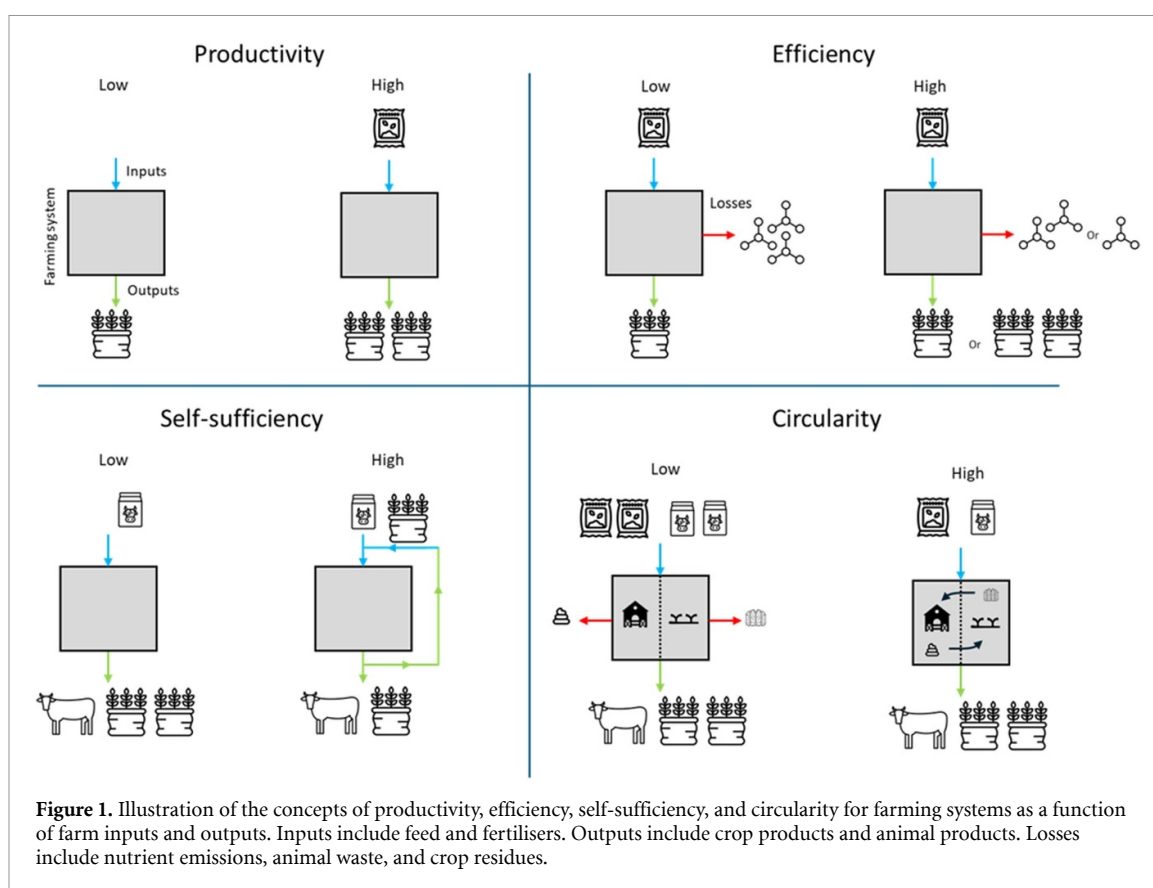 Productivity
Low
High
Inputs
Farming system
Outputs
Efficiency
Low
High
Losses
Or
Or
Self-sufficiency
Low
High
Circularity
Low
High
Figure 1. Illustration of the concepts of productivity, efficiency, self-sufficiency, and circularity for farming systems as a function
of farm inputs and outputs. Inputs include feed and fertilisers. Outputs include crop products and animal products. Losses
include nutrient emissions, animal waste, and crop residues.